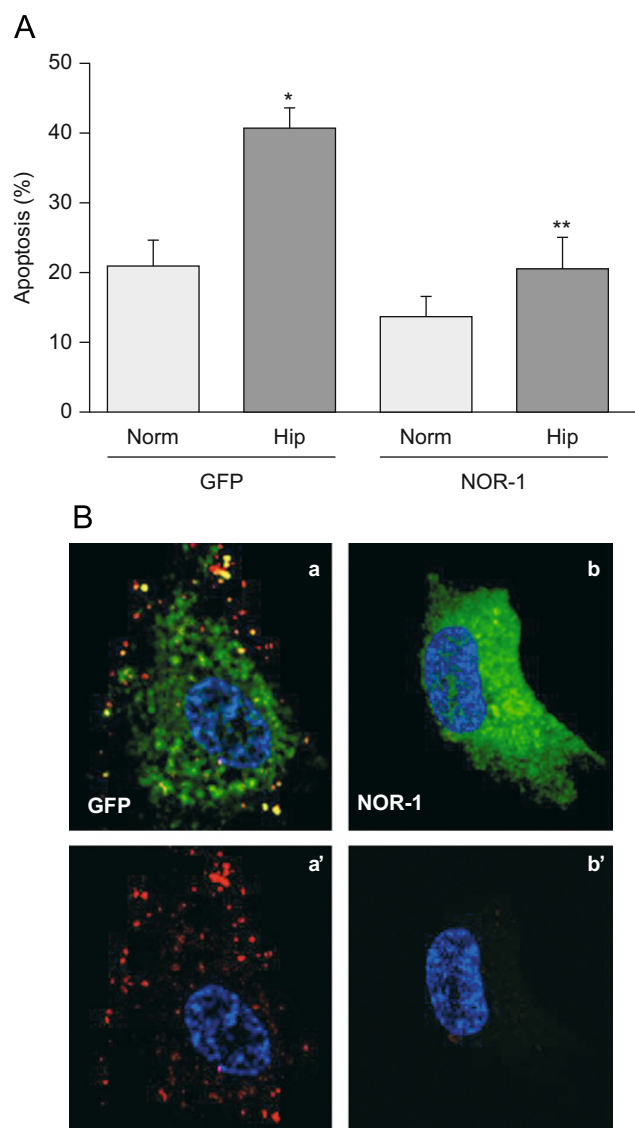 A
50
40
30
20
10
0
Apoptosis (%)
*
**
Norm Hip Norm Hip
GFP NOR-1
B
a b
GFP NOR-1
a’ b’